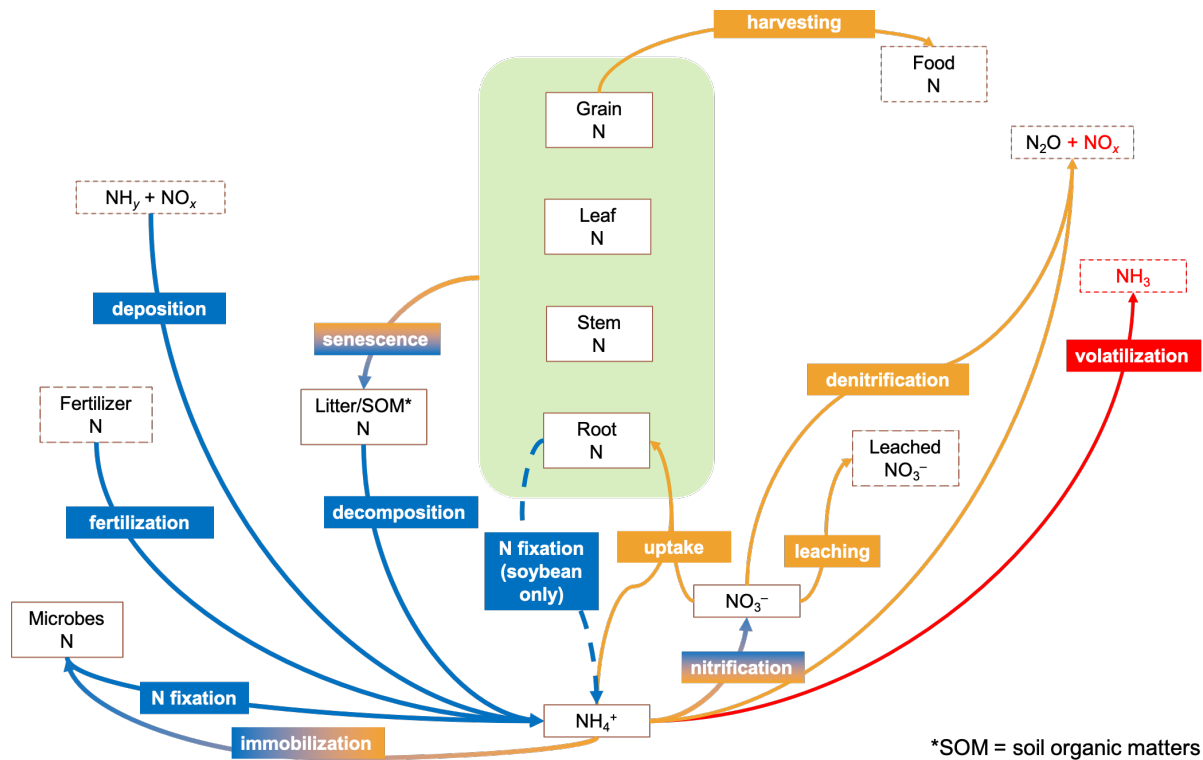 harvesting
Food
N
Grain
N
N₂O + NOₓ
NHy + NOₓ
Leaf
N
NH₃
deposition
Stem
N
senescence
volatilization
denitrification
Fertilizer
N
Litter/SOM*
N
Root
N
Leached
NO₃⁻
fertilization
decomposition
N fixation
(soybean
only)
uptake
leaching
NO₃⁻
Microbes
N
nitrification
N fixation
NH₄⁺
immobilization
*SOM = soil organic matters